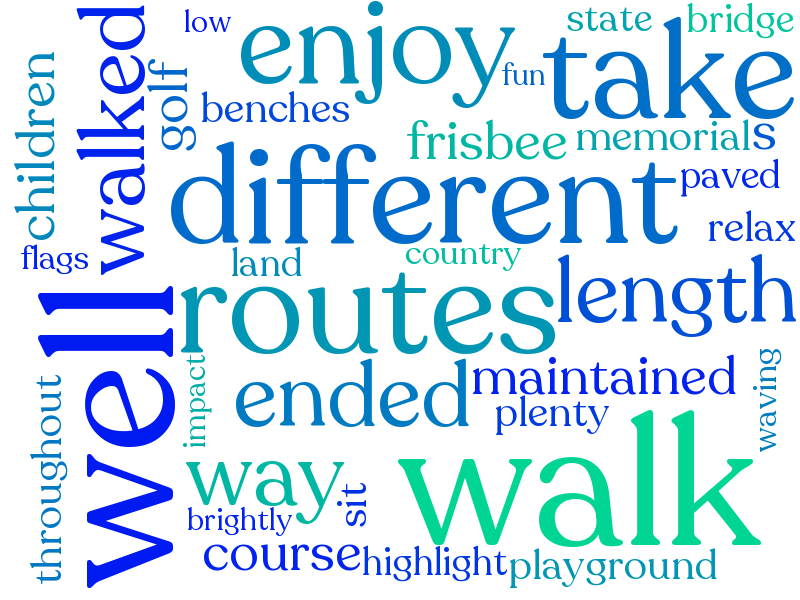 low
enjoy
state
bridge
children
walked
golf
benches
fun
take
frisbee
memorial
s
different
paved
relax
flags
land
country
well
routes
length
throughout
impact
ended
maintained
plenty
waving
way
sit
walk
brightly
course
highlight
playground